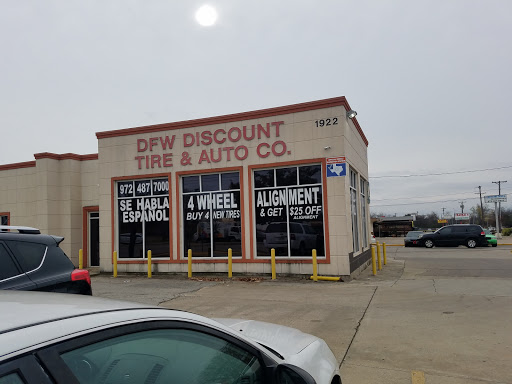 DFW DISCOUNT
TIRE & AUTO CO.
1922
972 487 7000
SE HABLA
ESPANOL
4 WHEEL
BUY 4 NEW TIRES
ALIGNMENT
& GET $25 OFF
ALIGNMENT